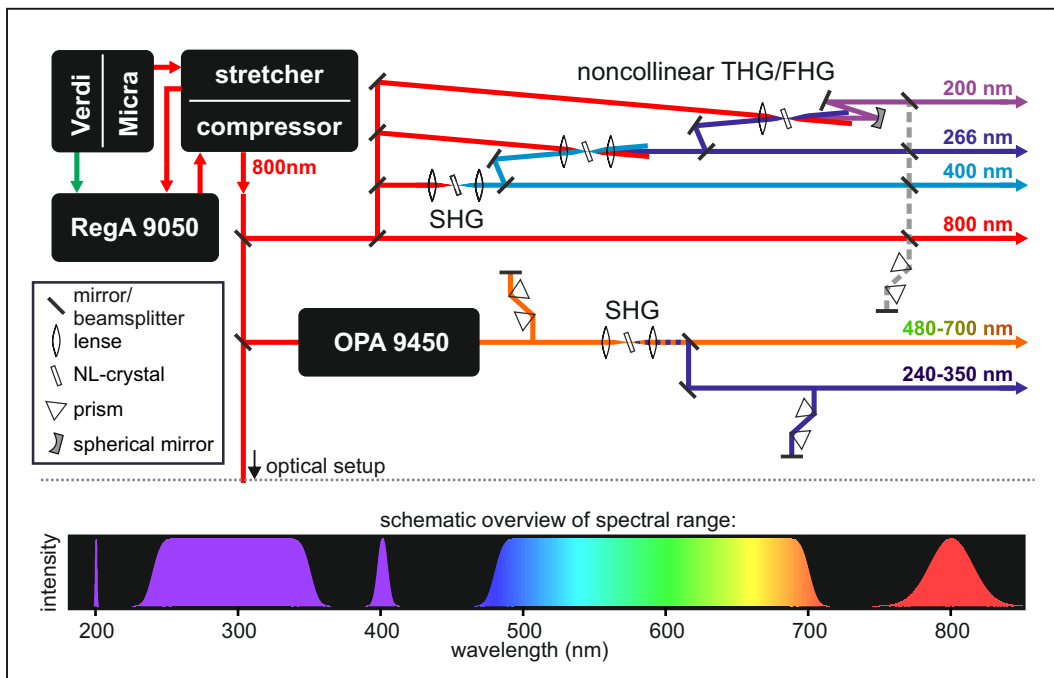 Verdi
Micra
stretcher
compressor
RegA 9050
800nm
noncollinear THG/FHG
SHG
200 nm
266 nm
400 nm
800 nm
mirror/
beamsplitter
lense
NL-crystal
prism
spherical mirror
OPA 9450
SHG
480-700 nm
240-350 nm
optical setup
schematic overview of spectral range:
intensity
200 300 400 500 600 700 800
wavelength (nm)